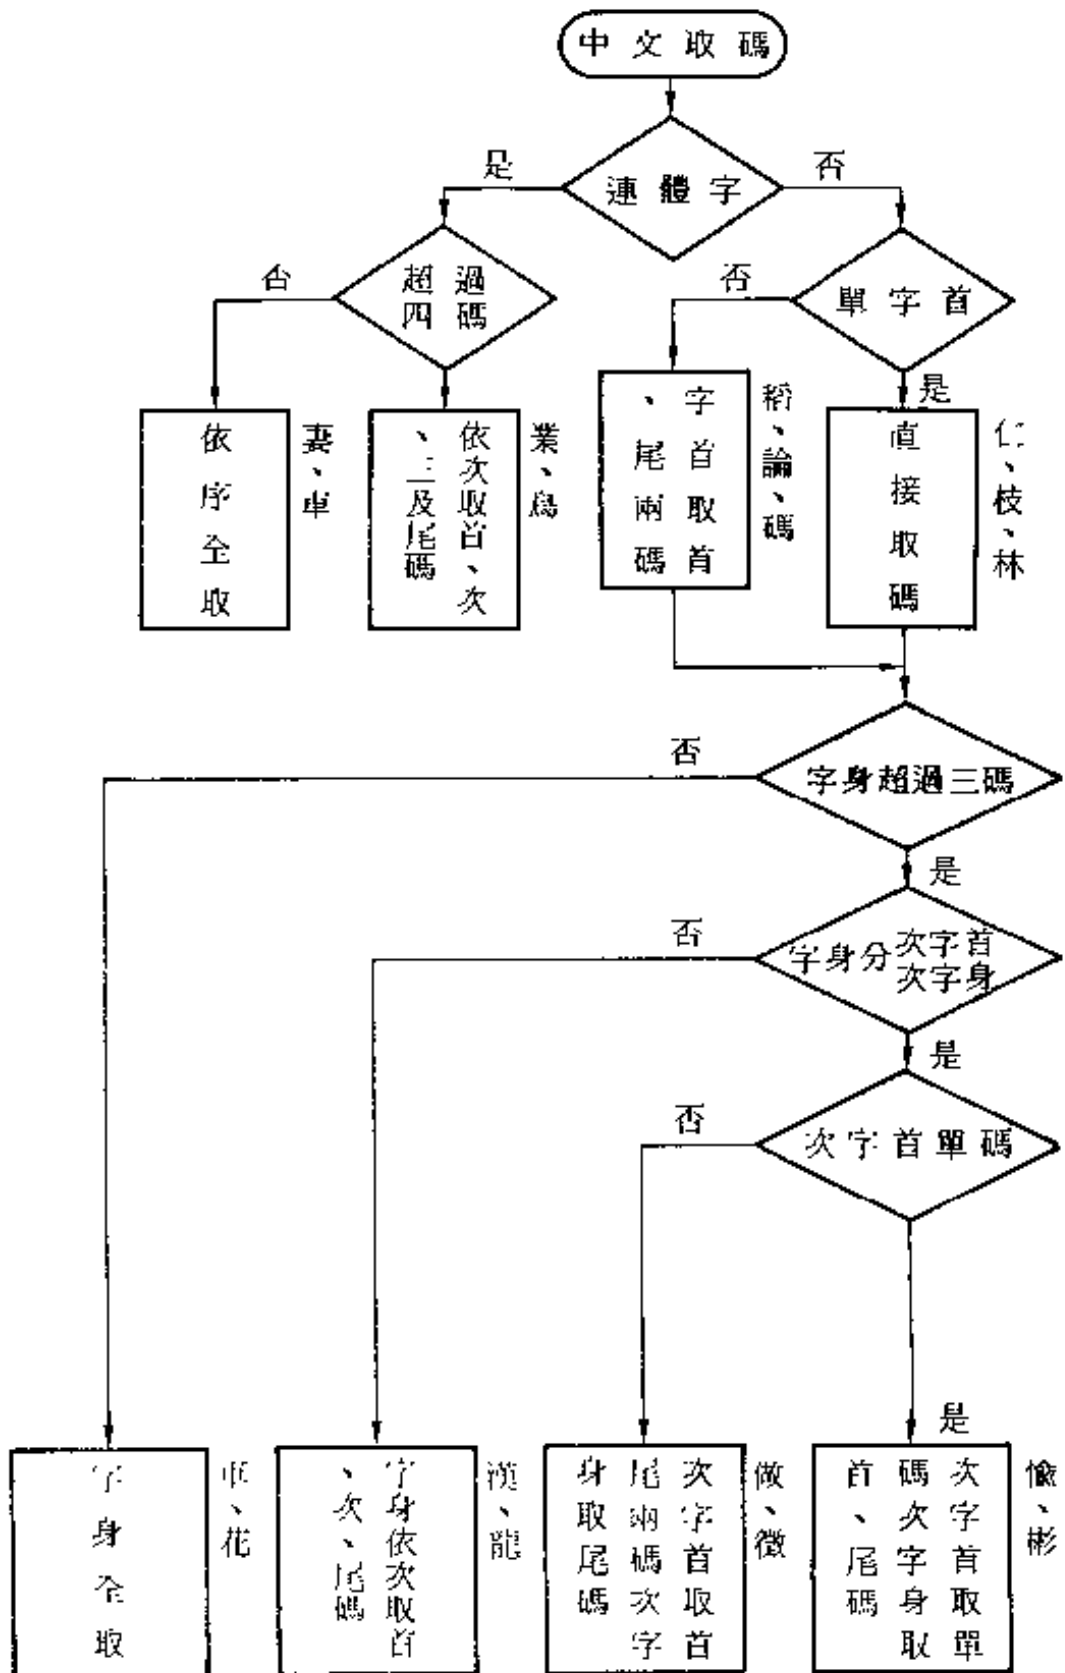 中文取碼
連體字
是
否
超過
四碼
否
單字首
否
是
依序全取
妻、車
依次取首、次
、三及尾碼
業、鳥
字首取首
、尾兩碼
稻、論、碼
直接取碼
仁、枝、林
字身超過三碼
否
是
字身分
次字首
次字身
否
是
次字首單碼
否
是
字身全取
花
字身依次取首
、次、尾碼
漢、龍
次字首取首
尾兩碼次字
身取尾碼
做、徵
次字首取單
碼次字身取
首、尾碼
愉、彬